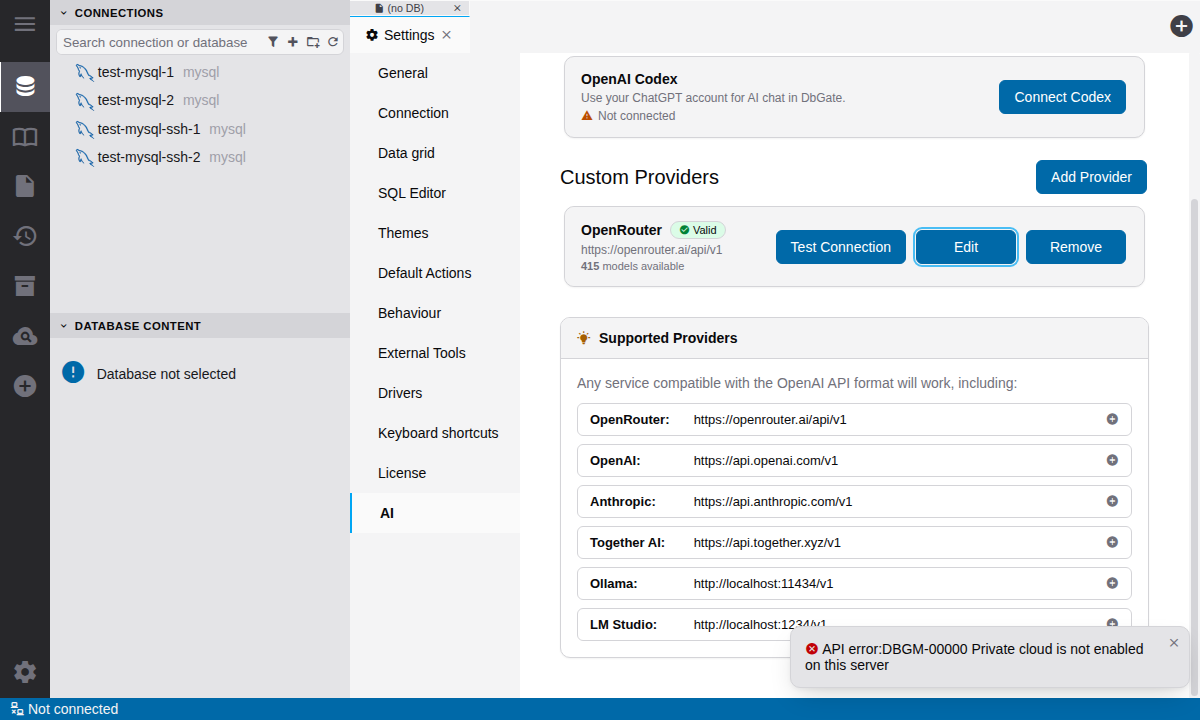 CONNECTIONS
Search connection or database
test-mysql-1 mysql
test-mysql-2 mysql
test-mysql-ssh-1 mysql
test-mysql-ssh-2 mysql
DATABASE CONTENT
Database not selected
(no DB)
Settings
General
Connection
Data grid
SQL Editor
Themes
Default Actions
Behaviour
External Tools
Drivers
Keyboard shortcuts
License
AI
OpenAI Codex
Use your ChatGPT account for AI chat in DbGate.
Not connected
Connect Codex
Custom Providers
Add Provider
OpenRouter Valid
https://openrouter.ai/api/v1
415 models available
Test Connection
Edit
Remove
Supported Providers
Any service compatible with the OpenAI API format will work, including:
OpenRouter: https://openrouter.ai/api/v1
OpenAI: https://api.openai.com/v1
Anthropic: https://api.anthropic.com/v1
Together AI: https://api.together.xyz/v1
Ollama: http://localhost:11434/v1
LM Studio: http://localhost:1234/v1
API error:DBGM-00000 Private cloud is not enabled
on this server
Not connected